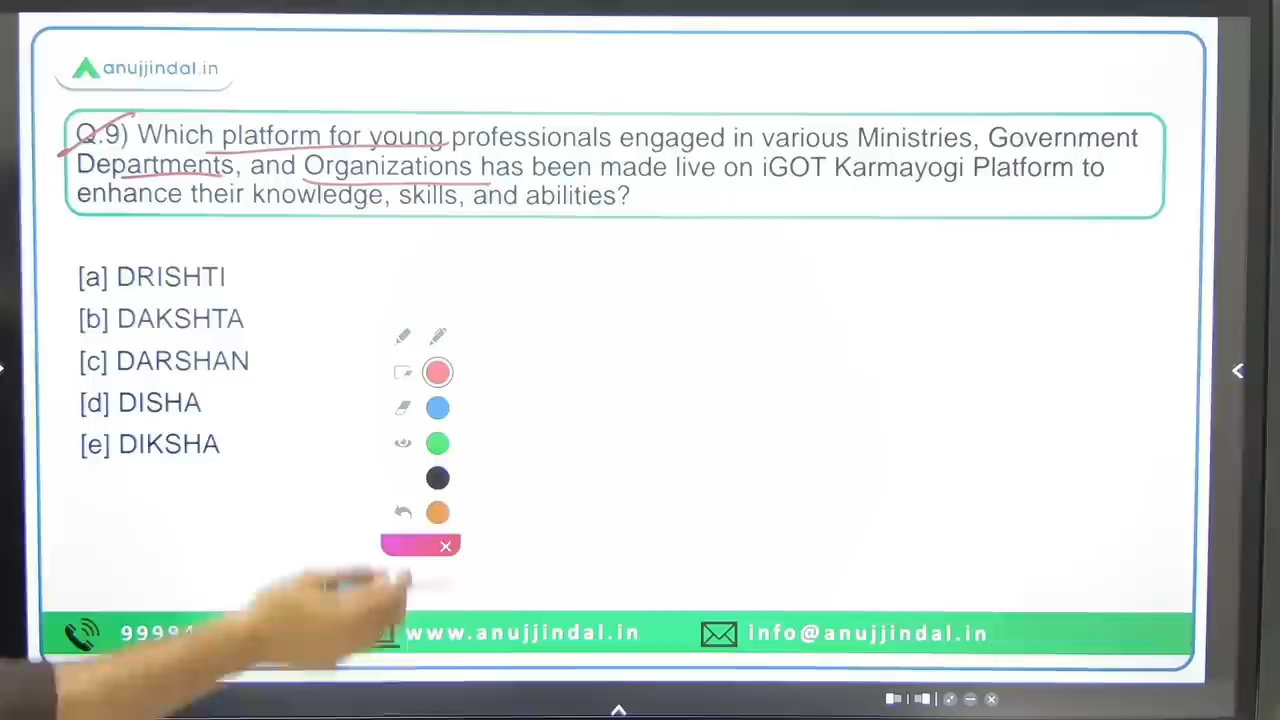 anujjindal.in
Q.9) Which platform for young professionals engaged in various Ministries, Government
Departments, and Organizations has been made live on iGOT Karmayogi Platform to
enhance their knowledge, skills, and abilities?
[a] DRISHTI
[b] DAKSHTA
[c] DARSHAN
[d] DISHA
[e] DIKSHA
www.anujjindal.in
info@anujjindal.in